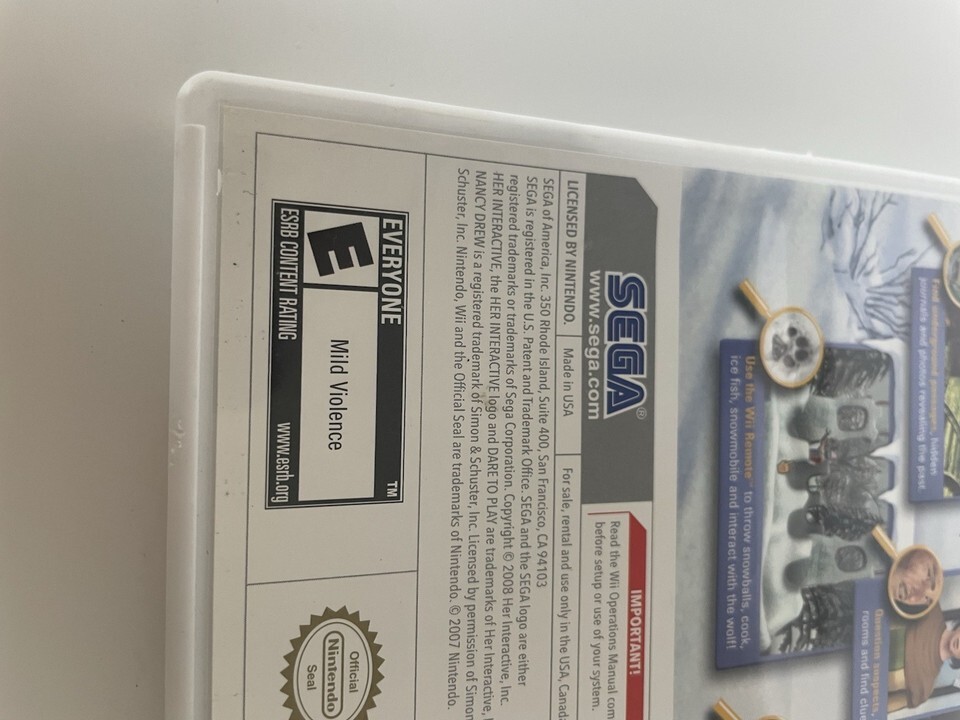 Find underground passages, hidden
journals and photos revealing the past.
Use the Wii Remote™ to throw snowballs, cook,
ice fish, snowmobile and interact with the wolf!
Question suspects,
rooms and find
SEGA®
www.sega.com
IMPORTANT!
Read the Wii Operations Manual
before setup or use of your system.
LICENSED BY NINTENDO.
Made in USA
For sale, rental and use only in the USA,
SEGA of America, Inc. 350 Rhode Island, Suite 400, San Francisco, CA 94103
SEGA is registered in the U.S. Patent and Trademark Office. SEGA and the SEGA logo are either
registered trademarks or trademarks of Sega Corporation. Copyright © 2008 Her Interactive, Inc.
HER INTERACTIVE, the HER INTERACTIVE logo and DARE TO PLAY are trademarks of Her Interactive,
NANCY DREW is a registered trademark of Simon & Schuster, Inc. Licensed by permission of Simon
Schuster, Inc. Nintendo, Wii and the Official Seal are trademarks of Nintendo. © 2007 Nintendo.
EVERYONE
TM
E
Mild Violence
ESRB CONTENT RATING
www.esrb.org
Official
Nintendo
Seal